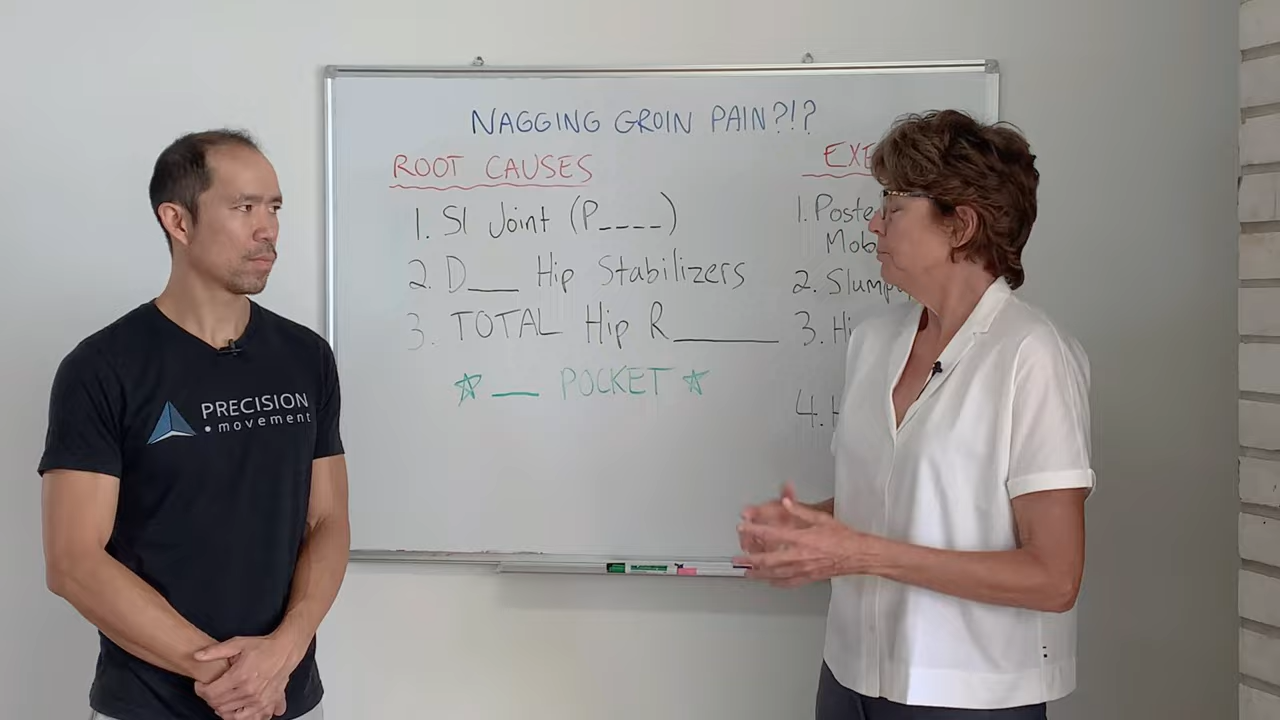 NAGGING GROIN PAIN?!?
ROOT CAUSES
1. SI Joint (P____)
2. D___ Hip Stabilizers
3. TOTAL Hip R______
☆ __ POCKET ☆
EXE
1. Poste
Mob
2. Slump
3. Hi
4. H
PRECISION
movement